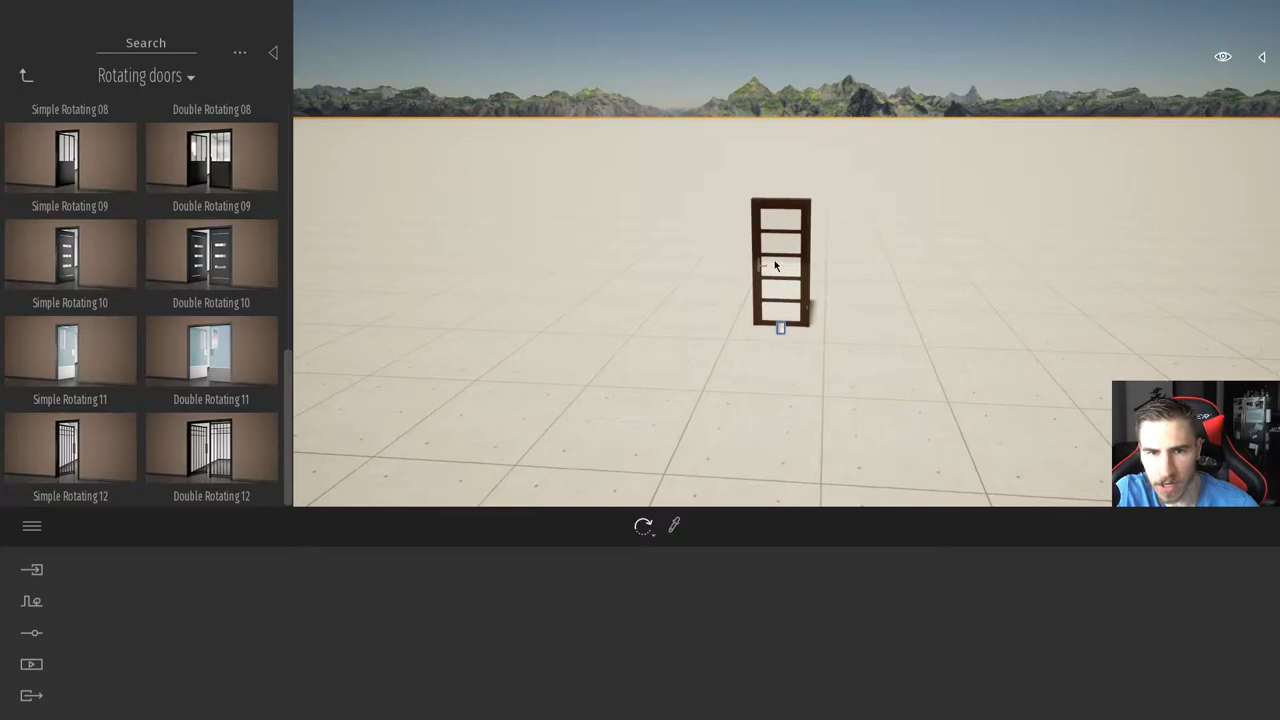 Search
Rotating doors
Simple Rotating 08
Double Rotating 08
Simple Rotating 09
Double Rotating 09
Simple Rotating 10
Double Rotating 10
Simple Rotating 11
Double Rotating 11
Simple Rotating 12
Double Rotating 12